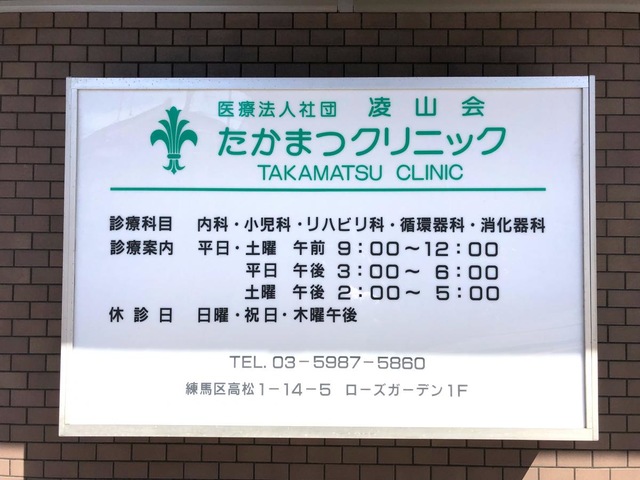 医療法人社団 凌山会
たかまつクリニック
TAKAMATSU CLINIC
診療科目 内科・小児科・リハビリ科・循環器科・消化器科
診療案内 平日・土曜 午前 9:00〜12:00
平日 午後 3:00〜 6:00
土曜 午後 2:00〜 5:00
休診日 日曜・祝日・木曜午後
TEL. 03−5987−5860
練馬区高松1−14−5 ローズガーデン1F